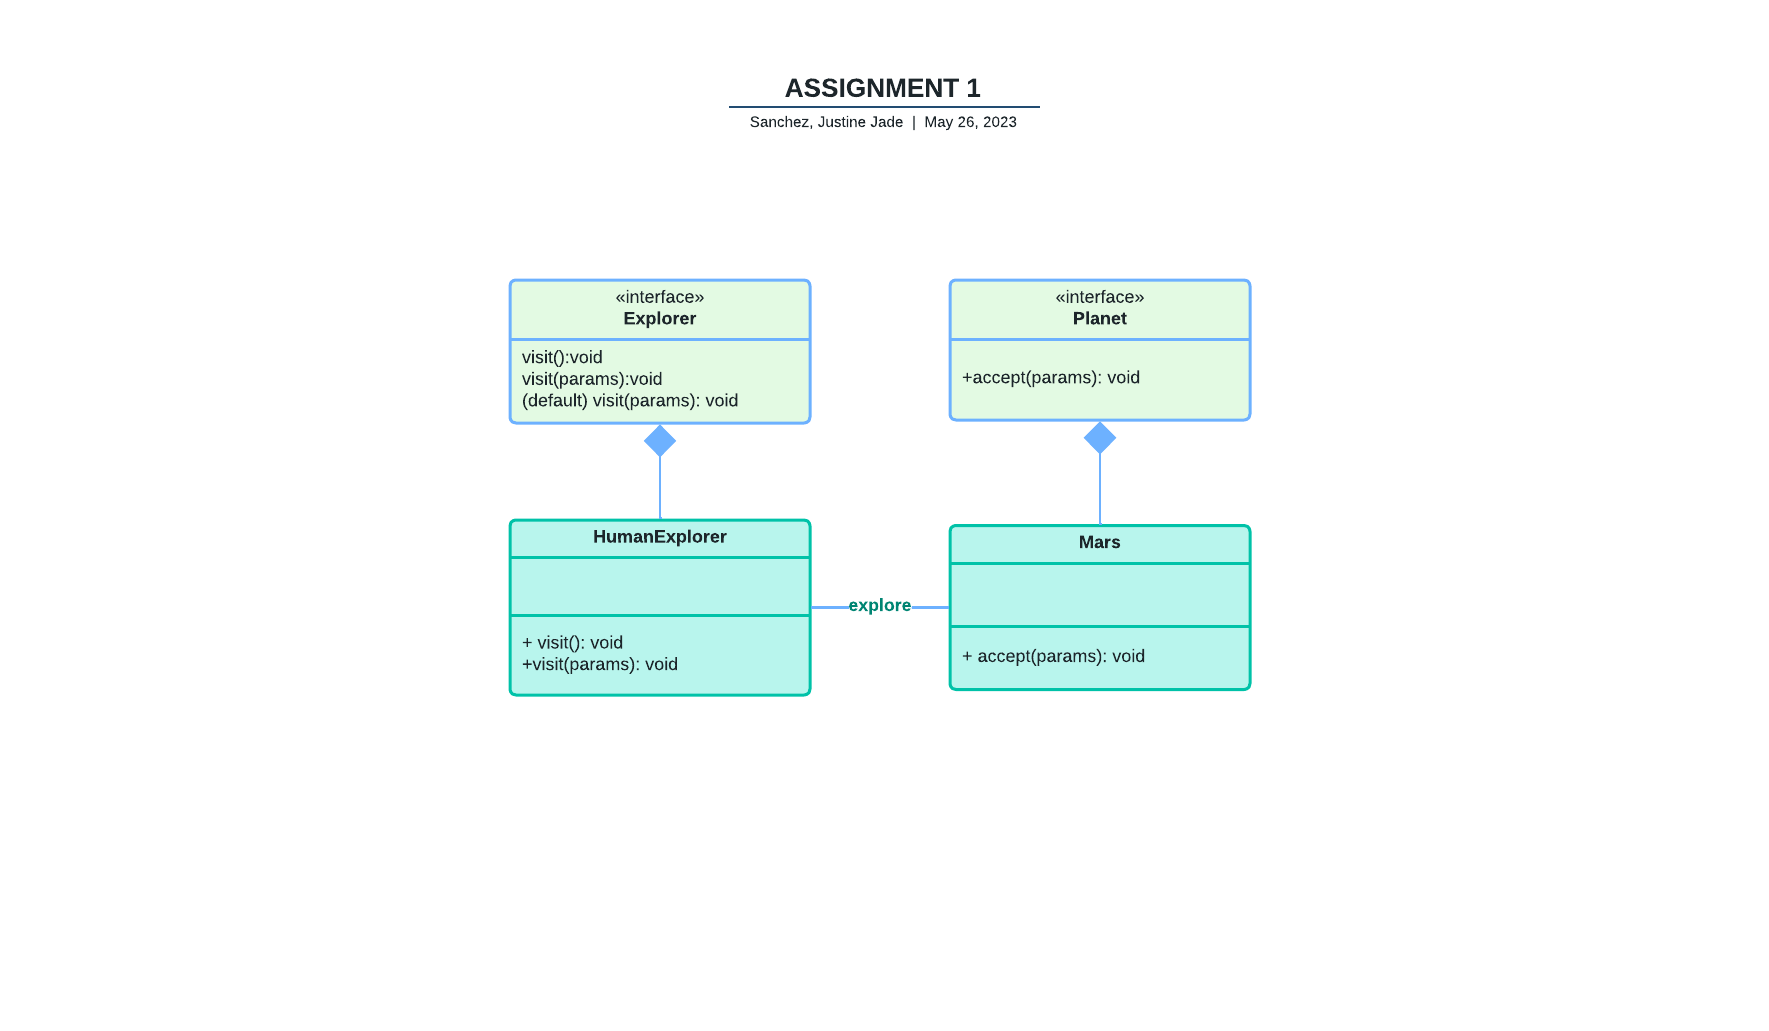 ASSIGNMENT 1
Sanchez, Justine Jade | May 26, 2023
«interface»
Explorer
visit():void
visit(params):void
(default) visit(params): void
«interface»
Planet
+accept(params): void
HumanExplorer
+ visit(): void
+visit(params): void
explore
Mars
+ accept(params): void